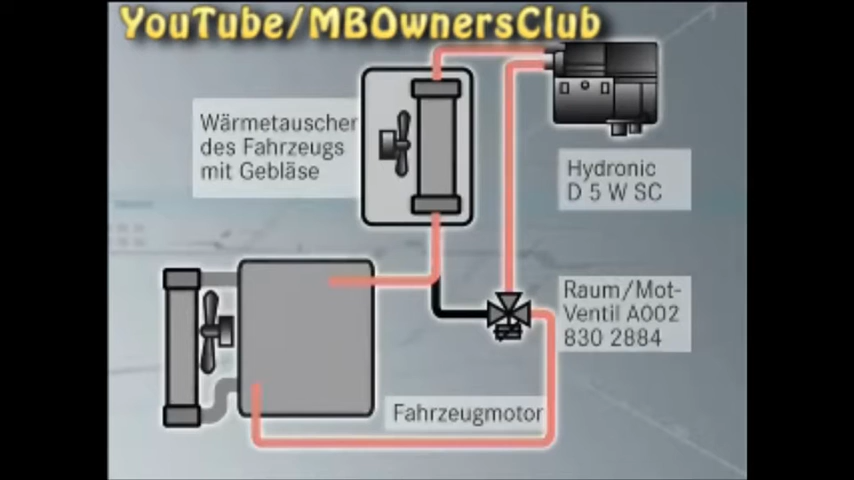 YouTube/MBOwnersClub
Wärmetauscher
des Fahrzeugs
mit Gebläse
Hydronic
D 5 W SC
Raum/Mot-
Ventil A002
830 2884
Fahrzeugmotor